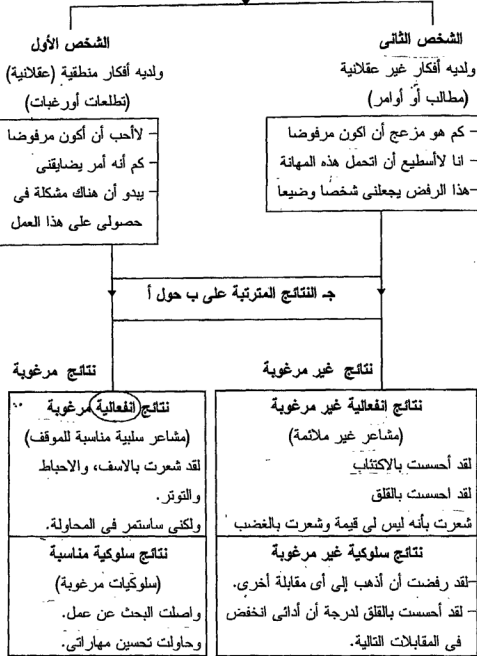 الشخص الأول
ولديه أفكار منطقية (عقلانية)
(تطلعات أورغبات)
- لاأحب أن أكون مرفوضا
- كم أنه أمر يضايقنى
- يبدو أن هناك مشكلة فى
حصولى على هذا العمل
الشخص الثانى
ولديه أفكار غير عقلانية
(مطالب أو أوامر)
- كم هو مزعج أن اكون مرفوضا
- انا لاأسطيع أن اتحمل هذه المهانة
-هذا الرفض يجعلنى شخصا وضيعا
جـ النتائج المترتبة على ب حول أ
نتائج مرغوبة
نتائج انفعالية مرغوبة
(مشاعر سلبية مناسبة للموقف)
لقد شعرت بالاسف، والاحباط
والتوتر.
ولكنى ساستمر فى المحاولة.
نتائج سلوكية مناسبة
(سلوكيات مرغوبة)
واصلت البحث عن عمل.
وحاولت تحسين مهاراتى.
نتائج غير مرغوبة
نتائج انفعالية غير مرغوبة
(مشاعر غير ملائمة)
لقد أحسست بالاكتئاب
لقد احسست بالقلق
شعرت بأنه ليس لى قيمة وشعرت بالغضب
نتائج سلوكية غير مرغوبة
-لقد رفضت أن أذهب إلى أى مقابلة أخرى.
- لقد أحسست بالقلق لدرجة أن أدائى انخفض
فى المقابلات التالية.